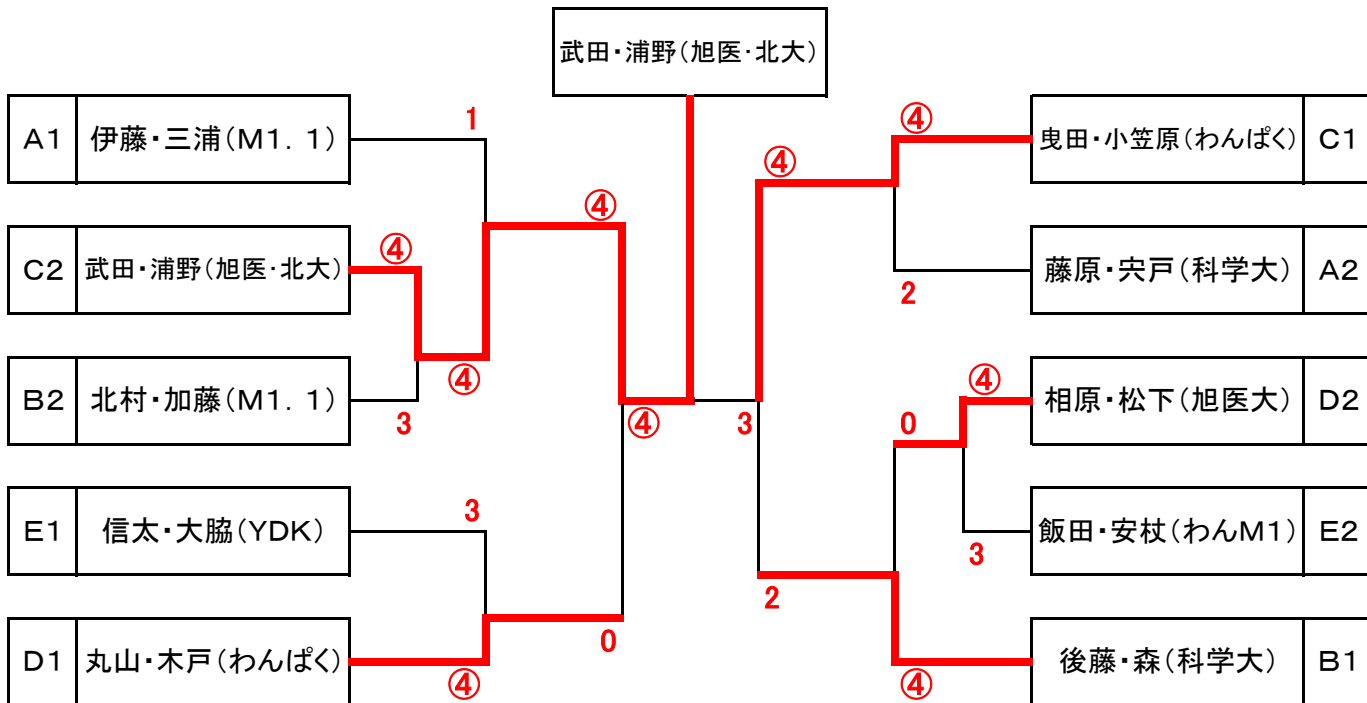 武田・浦野(旭医・北大)
A1 伊藤・三浦(M1.1)
1
④
曳田・小笠原(わんぱく) C1
④
④
C2 武田・浦野(旭医・北大)
④
藤原・宍戸(科学大) A2
2
B2 北村・加藤(M1.1)
④
3
④
3
0
④
相原・松下(旭医大) D2
E1 信太・大脇(YDK)
3
飯田・安杖(わんM1) E2
3
2
D1 丸山・木戸(わんぱく)
④
0
④
後藤・森(科学大) B1